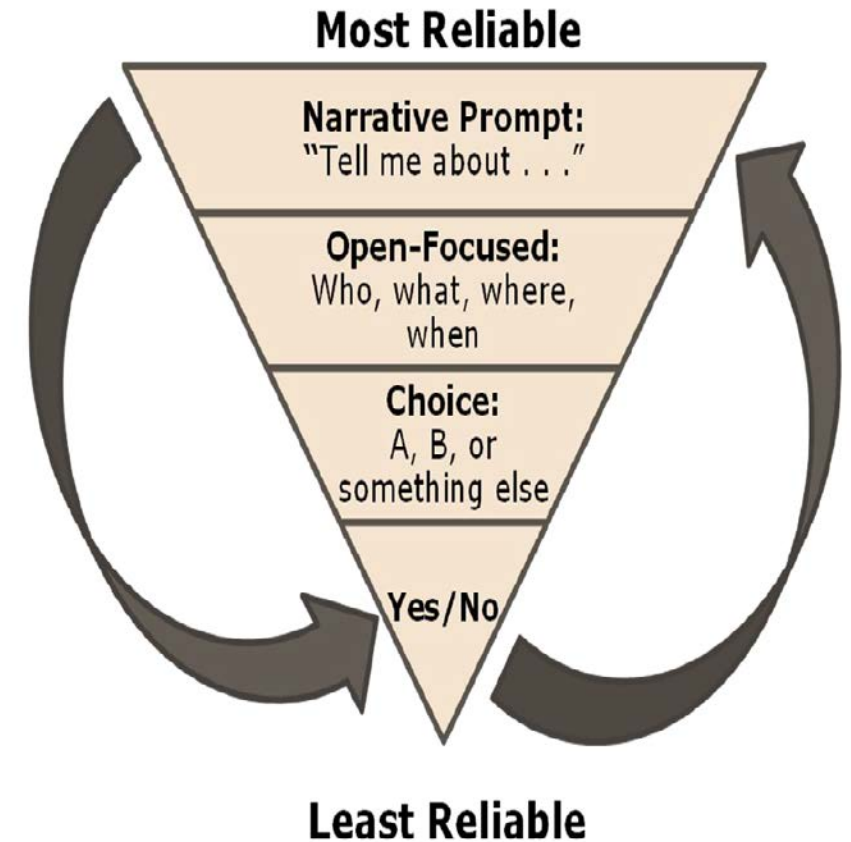 Most Reliable
Narrative Prompt:
“Tell me about . . .”
Open-Focused:
Who, what, where,
when
Choice:
A, B, or
something else
Yes/No
Least Reliable